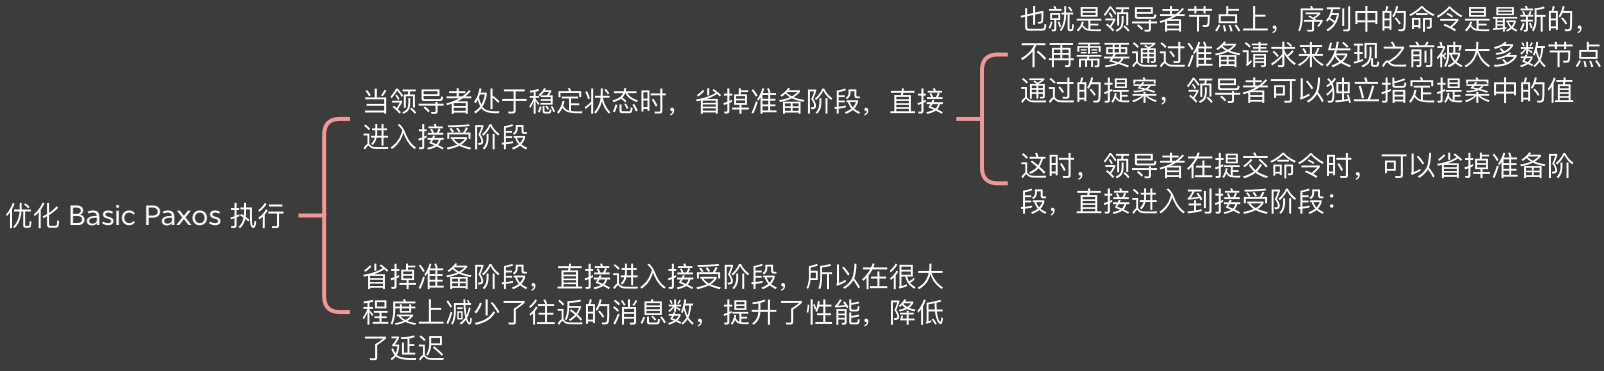 优化 Basic Paxos 执行
当领导者处于稳定状态时，省掉准备阶段，直接
进入接受阶段
也就是领导者节点上，序列中的命令是最新的，
不再需要通过准备请求来发现之前被大多数节点
通过的提案，领导者可以独立指定提案中的值
这时，领导者在提交命令时，可以省掉准备阶
段，直接进入到接受阶段：
省掉准备阶段，直接进入接受阶段，所以在很大
程度上减少了往返的消息数，提升了性能，降低
了延迟